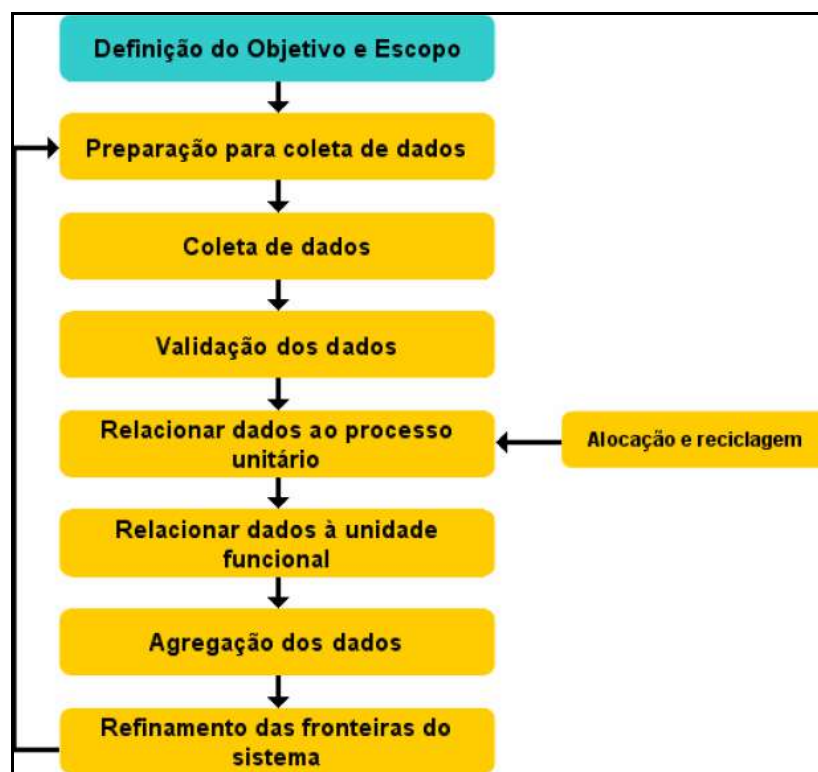 Definição do Objetivo e Escopo
Preparação para coleta de dados
Coleta de dados
Validação dos dados
Relacionar dados ao processo
unitário
Alocação e reciclagem
Relacionar dados à unidade
funcional
Agregação dos dados
Refinamento das fronteiras do
sistema